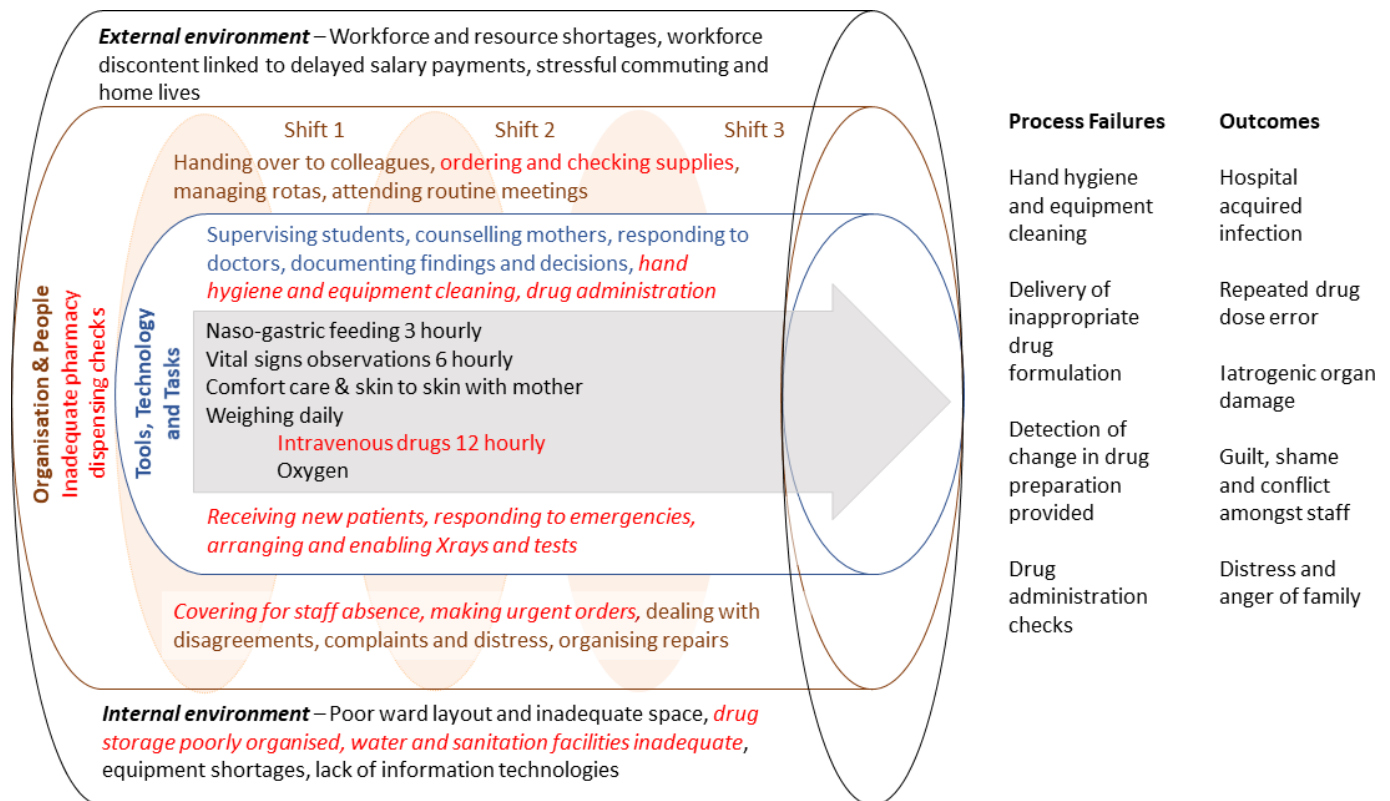 External environment – Workforce and resource shortages, workforce
discontent linked to delayed salary payments, stressful commuting and
home lives
Shift 1
Shift 2
Shift 3
Handing over to colleagues, ordering and checking supplies,
managing rotas, attending routine meetings
Organisation & People
Inadequate pharmacy
dispensing checks
Tools, Technology
and Tasks
Supervising students, counselling mothers, responding to
doctors, documenting findings and decisions, hand
hygiene and equipment cleaning, drug administration
Naso-gastric feeding 3 hourly
Vital signs observations 6 hourly
Comfort care & skin to skin with mother
Weighing daily
Intravenous drugs 12 hourly
Oxygen
Receiving new patients, responding to emergencies,
arranging and enabling Xrays and tests
Covering for staff absence, making urgent orders, dealing with
disagreements, complaints and distress, organising repairs
Internal environment – Poor ward layout and inadequate space, drug
storage poorly organised, water and sanitation facilities inadequate,
equipment shortages, lack of information technologies
Process Failures
Hand hygiene
and equipment
cleaning
Delivery of
inappropriate
drug
formulation
Detection of
change in drug
preparation
provided
Drug
administration
checks
Outcomes
Hospital
acquired
infection
Repeated drug
dose error
Iatrogenic organ
damage
Guilt, shame
and conflict
amongst staff
Distress and
anger of family